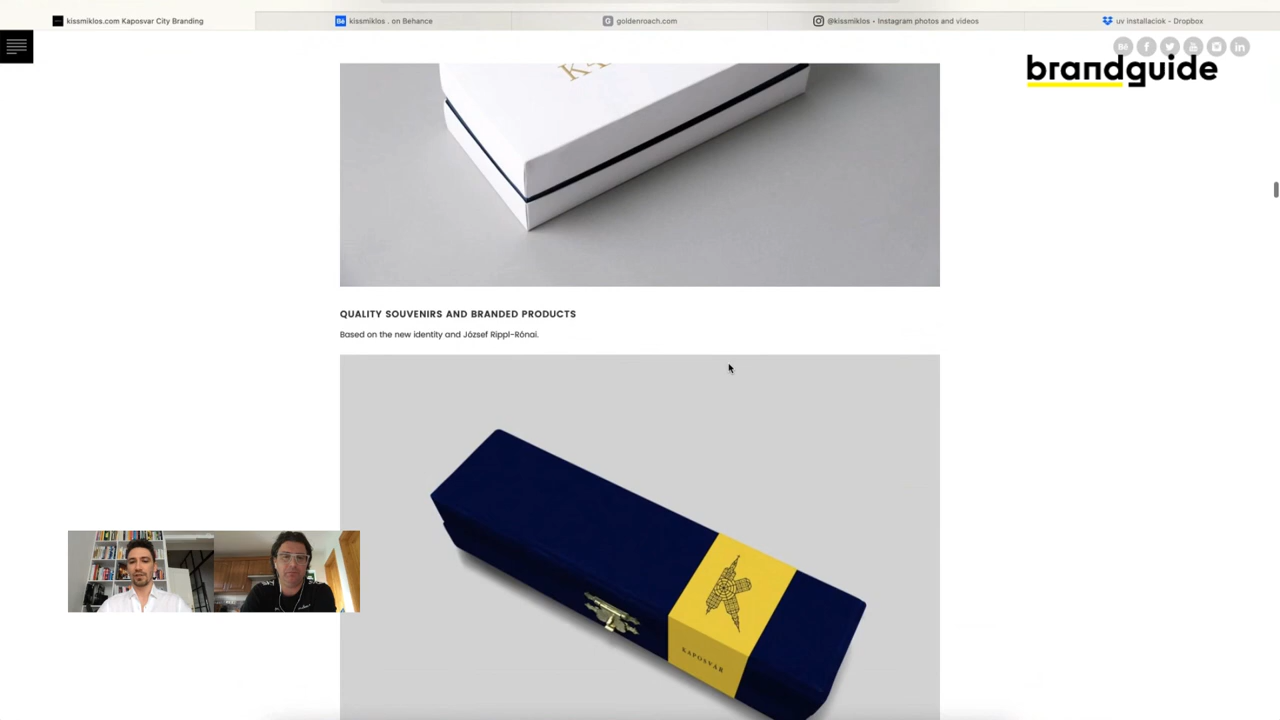 kissmiklos.com Kaposvar City Branding
kissmiklos . on Behance
goldenroach.com
@kissmiklos • Instagram photos and videos
uv installaciok - Dropbox
brandguide
QUALITY SOUVENIRS AND BRANDED PRODUCTS
Based on the new identity and József Rippl-Rónai.
KAPOSVÁR